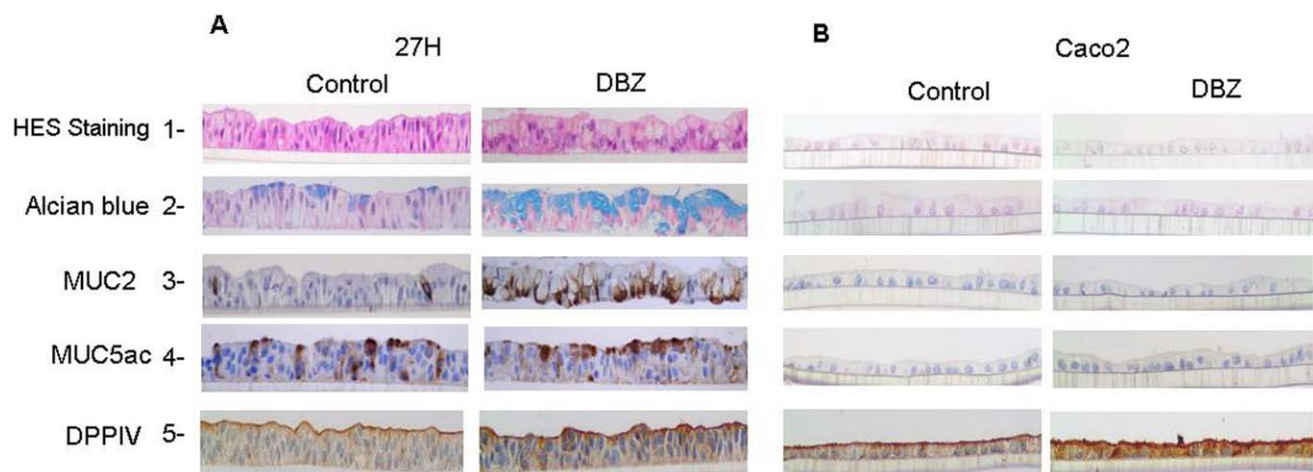 A
B
27H
Caco2
Control
DBZ
Control
DBZ
HES Staining 1-
Alcian blue 2-
MUC2 3-
MUC5ac 4-
DPPIV 5-